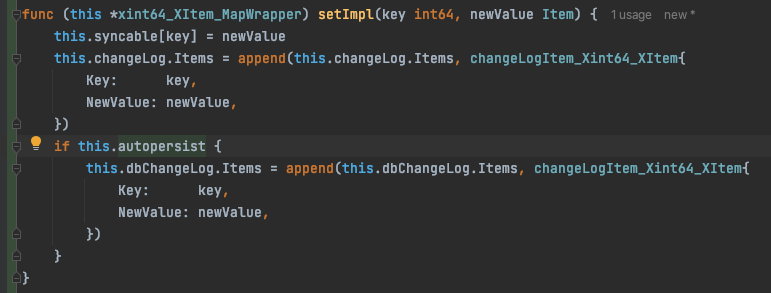 func (this *xint64_XItem_MapWrapper) setImpl(key int64, newValue Item) { 1 usage new *
    this.syncable[key] = newValue
    this.changeLog.Items = append(this.changeLog.Items, changeLogItem_Xint64_XItem{
        Key:      key,
        NewValue: newValue,
    })
    if this.autopersist {
        this.dbChangeLog.Items = append(this.dbChangeLog.Items, changeLogItem_Xint64_XItem{
            Key:      key,
            NewValue: newValue,
        })
    }
}